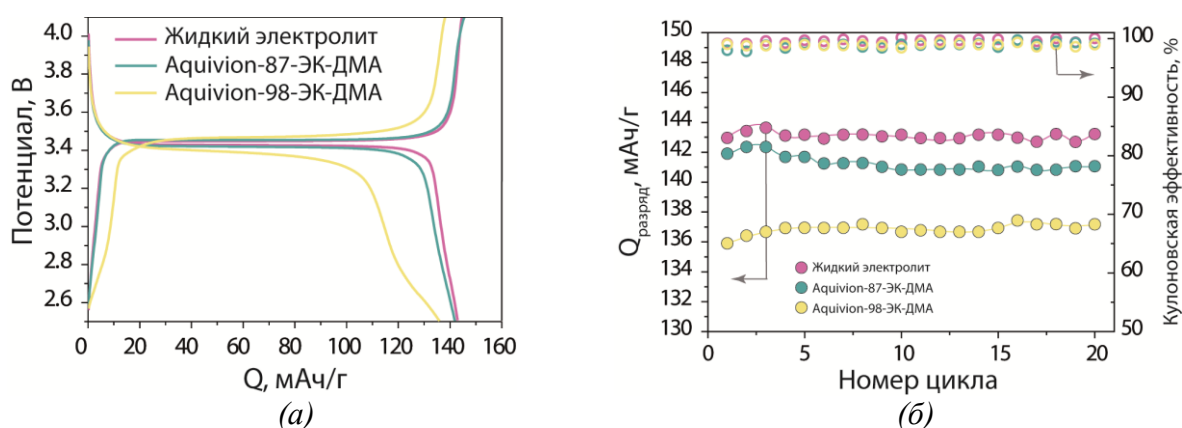 4.0
3.8
3.6
3.4
3.2
3.0
2.8
2.6
Потенциал, В
Жидкий электролит
Aquivion-87-ЭК-ДМА
Aquivion-98-ЭК-ДМА
0 20 40 60 80 100 120 140 160
Q, мАч/г
(а)
150
148
146
144
142
140
138
136
134
132
130
Qразряд, мАч/г
Жидкий электролит
Aquivion-87-ЭК-ДМА
Aquivion-98-ЭК-ДМА
100
90
80
70
60
50
Кулоновская эффективность, %
0 5 10 15 20
Номер цикла
(б)